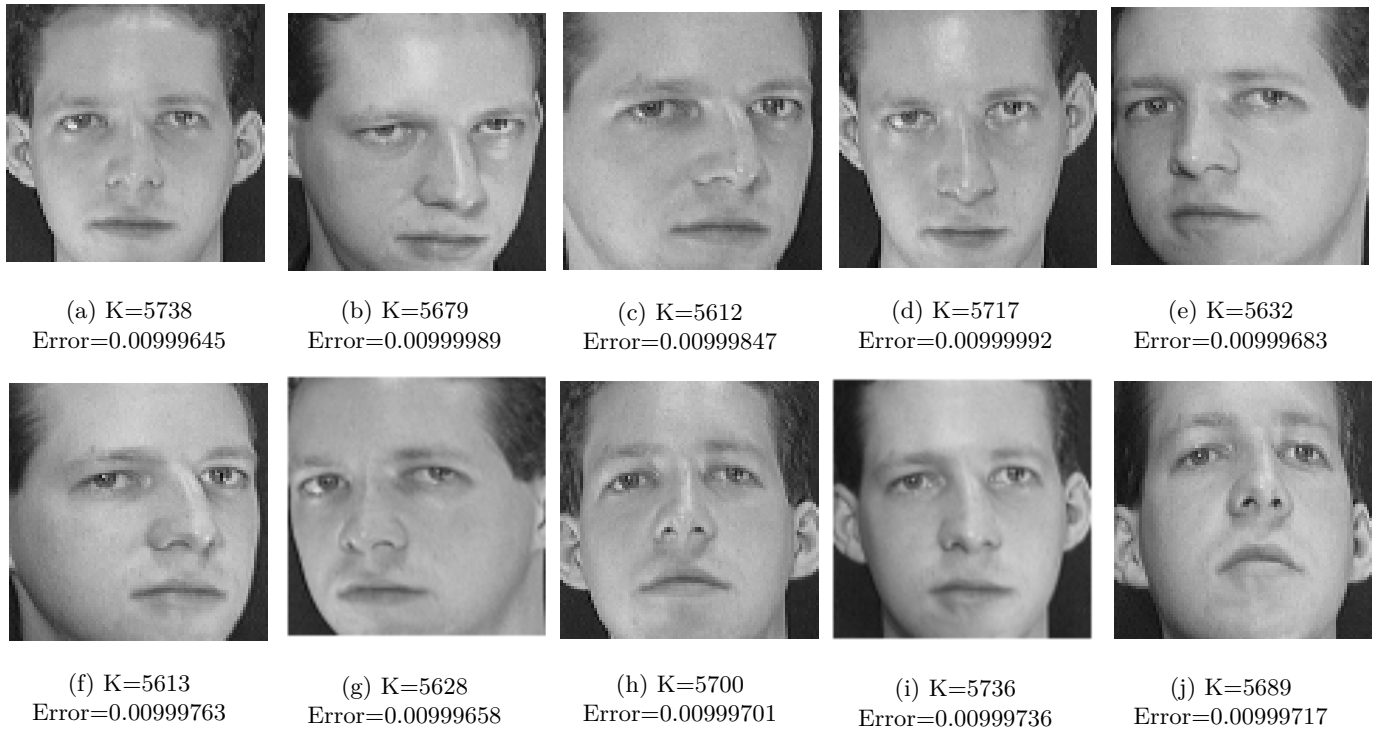 (a) K=5738
Error=0.00999645
(b) K=5679
Error=0.00999989
(c) K=5612
Error=0.00999847
(d) K=5717
Error=0.00999992
(e) K=5632
Error=0.00999683
(f) K=5613
Error=0.00999763
(g) K=5628
Error=0.00999658
(h) K=5700
Error=0.00999701
(i) K=5736
Error=0.00999736
(j) K=5689
Error=0.00999717